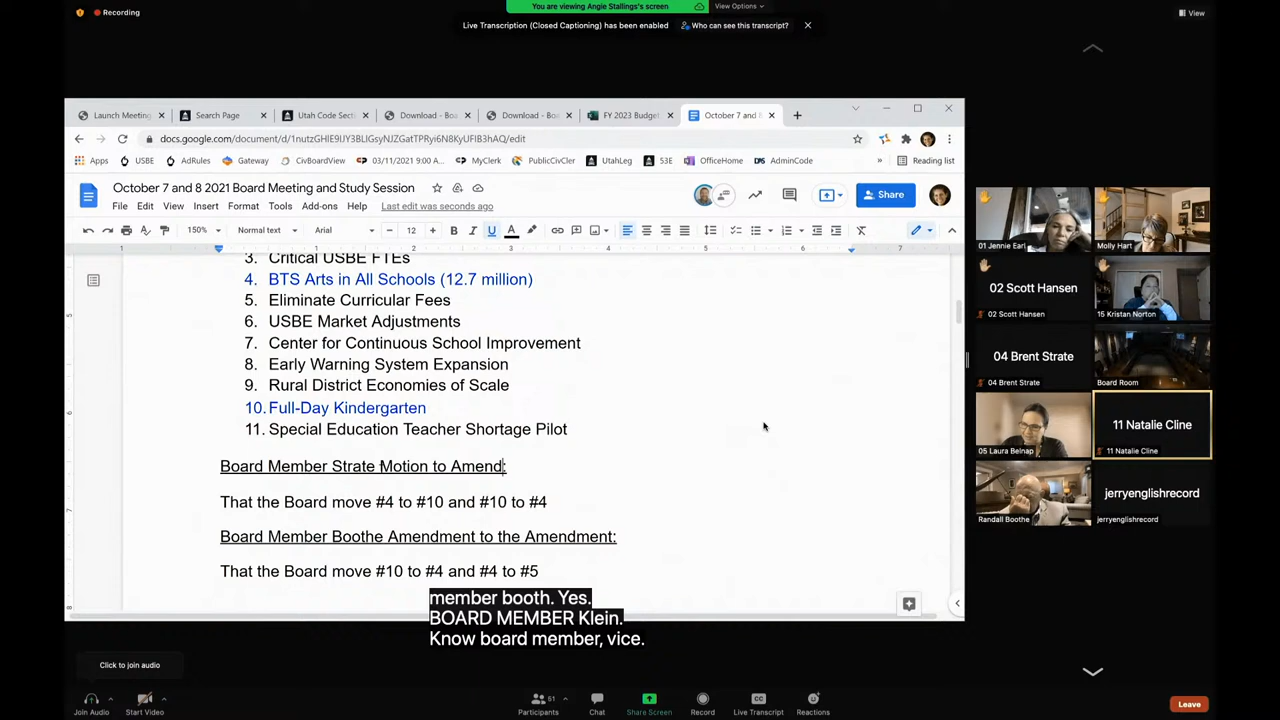 Recording
You are viewing Angie Stallings's screen
View Options
Live Transcription (Closed Captioning) has been enabled
Who can see this transcript?
View
Launch Meeting
Search Page
Utah Code Secti
Download - Boa
Download - Boa
FY 2023 Budget
October 7 and 8
Apps
USBE
AdRules
Gateway
CivBoardVIEW
03/11/2021 9:00 A...
MyClerk
PublicCivCler
UtahLeg
53E
OfficeHome
AdminCode
»
Reading list
October 7 and 8 2021 Board Meeting and Study Session
File Edit View Insert Format Tools Add-ons Help Last edit was seconds ago
Share
150% Normal text Arial 12
B I U A
1 1 2 3 4 5 6 7
3. Critical USBE FTEs
4. BTS Arts in All Schools (12.7 million)
5. Eliminate Curricular Fees
6. USBE Market Adjustments
7. Center for Continuous School Improvement
8. Early Warning System Expansion
9. Rural District Economies of Scale
10. Full-Day Kindergarten
11. Special Education Teacher Shortage Pilot
Board Member Strate Motion to Amend:
That the Board move #4 to #10 and #10 to #4
Board Member Boothe Amendment to the Amendment:
That the Board move #10 to #4 and #4 to #5
member booth. Yes.
BOARD MEMBER Klein.
Know board member, vice.
01 Jennie Earl
Molly Hart
02 Scott Hansen
02 Scott Hansen
15 Kristan Norton
04 Brent Strate
04 Brent Strate
Board Room
05 Laura Belnap
11 Natalie Cline
11 Natalie Cline
Randall Boothe
jerryenglishrecord
jerryenglishrecord
Click to join audio
Join Audio
Start Video
51
Participants
Chat
Share Screen
Record
CC
Live Transcript
Reactions
Leave